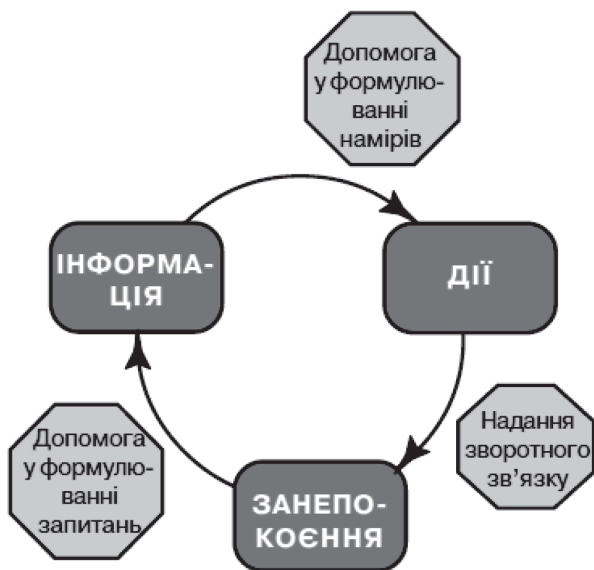 Допомога
у формулю-
ванні
намірів
ІНФОРМА-
ЦІЯ
ДІЇ
Допомога
у формулю-
ванні
запитань
Надання
зворотного
зв’язку
ЗАНЕПО-
КОЄННЯ